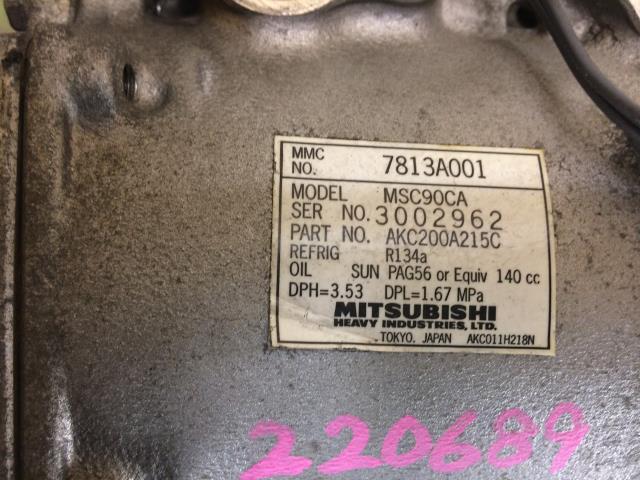 MMC NO. 7813A001
MODEL MSC90CA
SER NO. 3002962
PART NO. AKC200A215C
REFRIG R134a
OIL SUN PAG56 or Equiv 140 cc
DPH=3.53 DPL=1.67 MPa
MITSUBISHI
HEAVY INDUSTRIES, LTD.
TOKYO. JAPAN AKC011H218N
220689